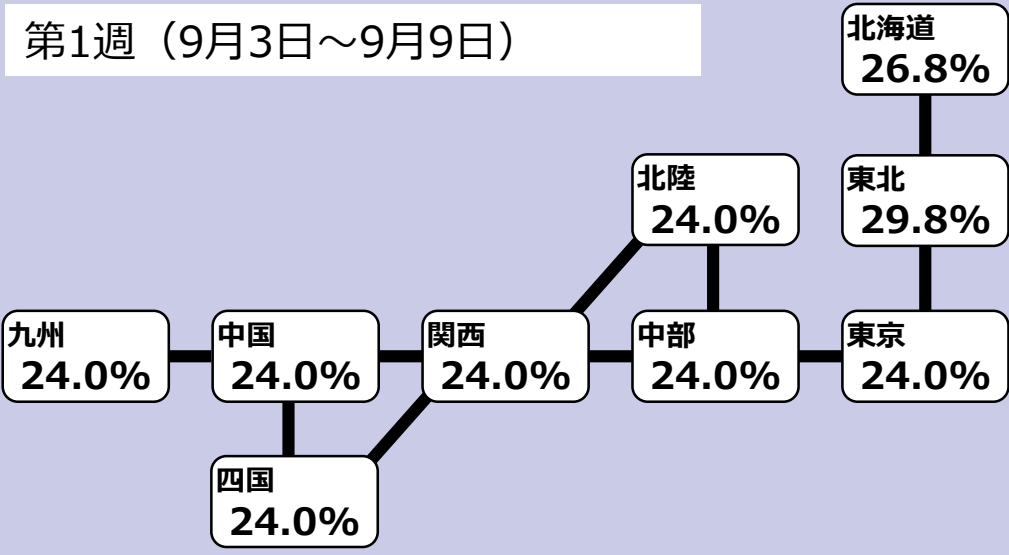 第1週（9月3日～9月9日）
北海道
26.8%
北陸
24.0%
東北
29.8%
九州
24.0%
中国
24.0%
関西
24.0%
中部
24.0%
東京
24.0%
四国
24.0%